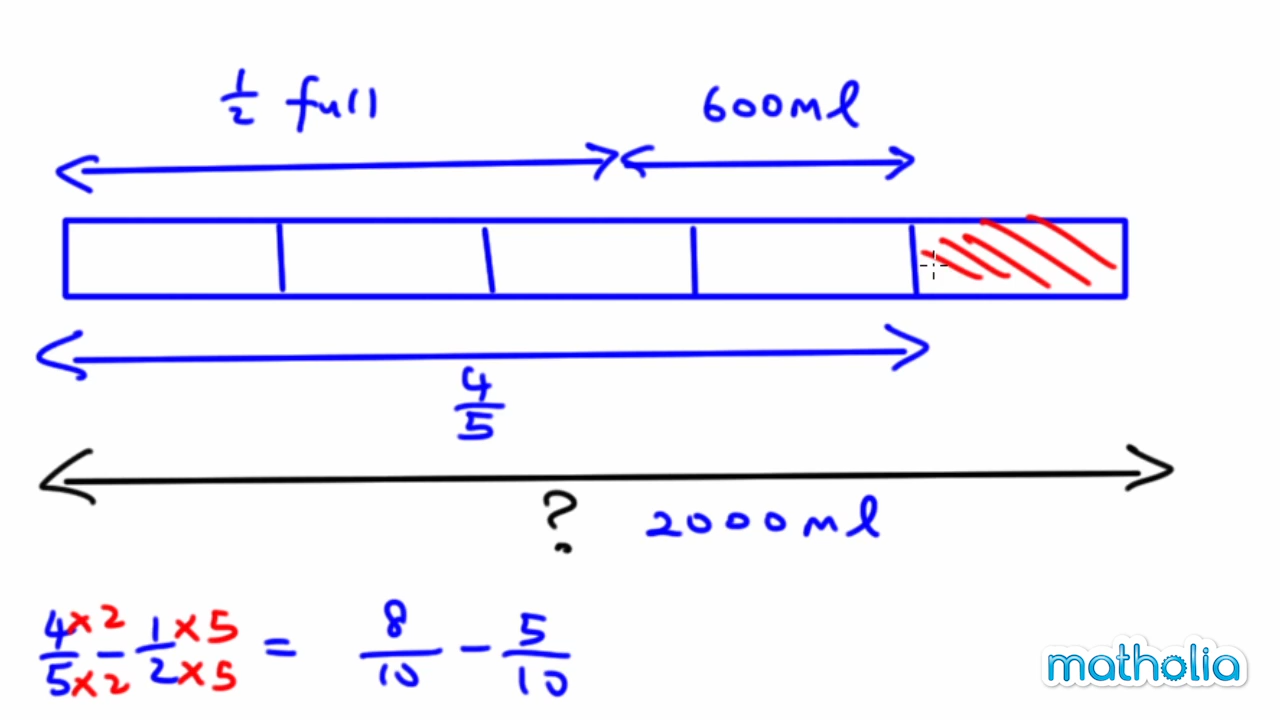 1/2 full 600ml
4/5
? 2000ml
4×2/5×2 - 1×5/2×5 = 8/10 - 5/10
matholia